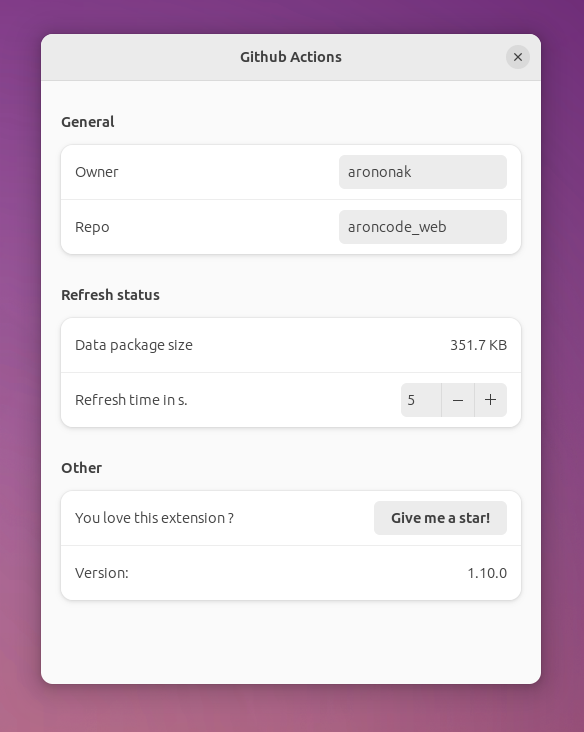 Github Actions
General
Owner
arononak
Repo
aroncode_web
Refresh status
Data package size
351.7 KB
Refresh time in s.
5
Other
You love this extension ?
Give me a star!
Version:
1.10.0